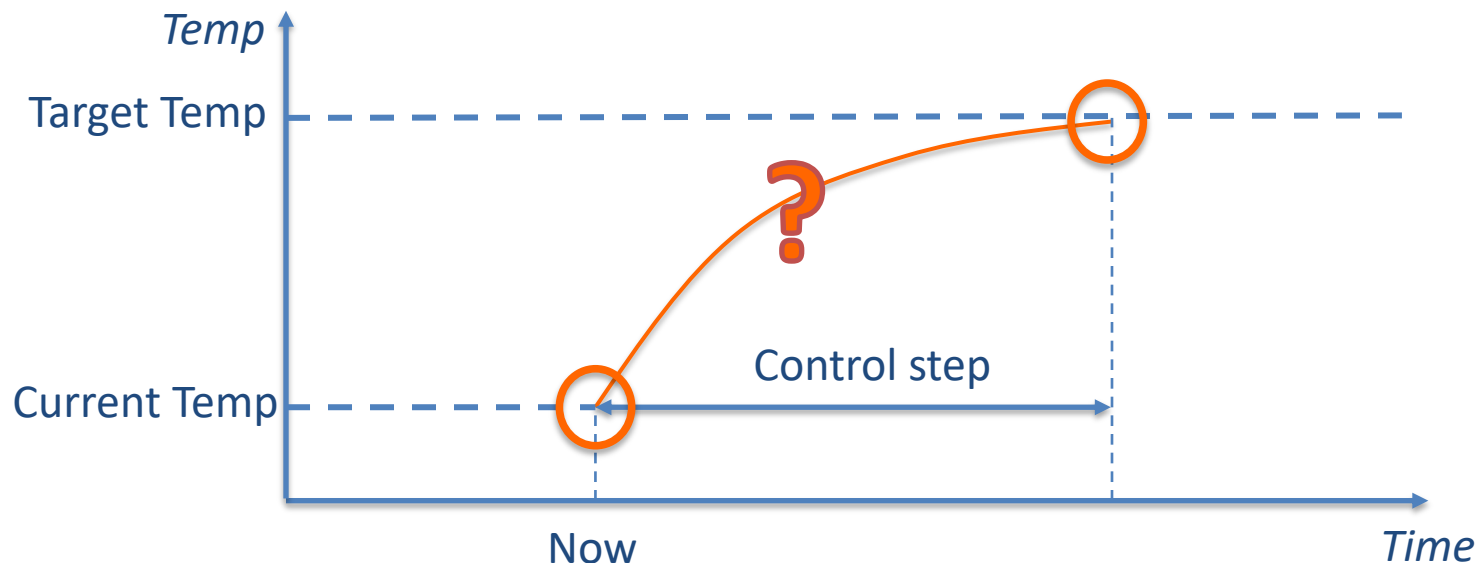 Temp
Target Temp
?
Control step
Current Temp
Now
Time